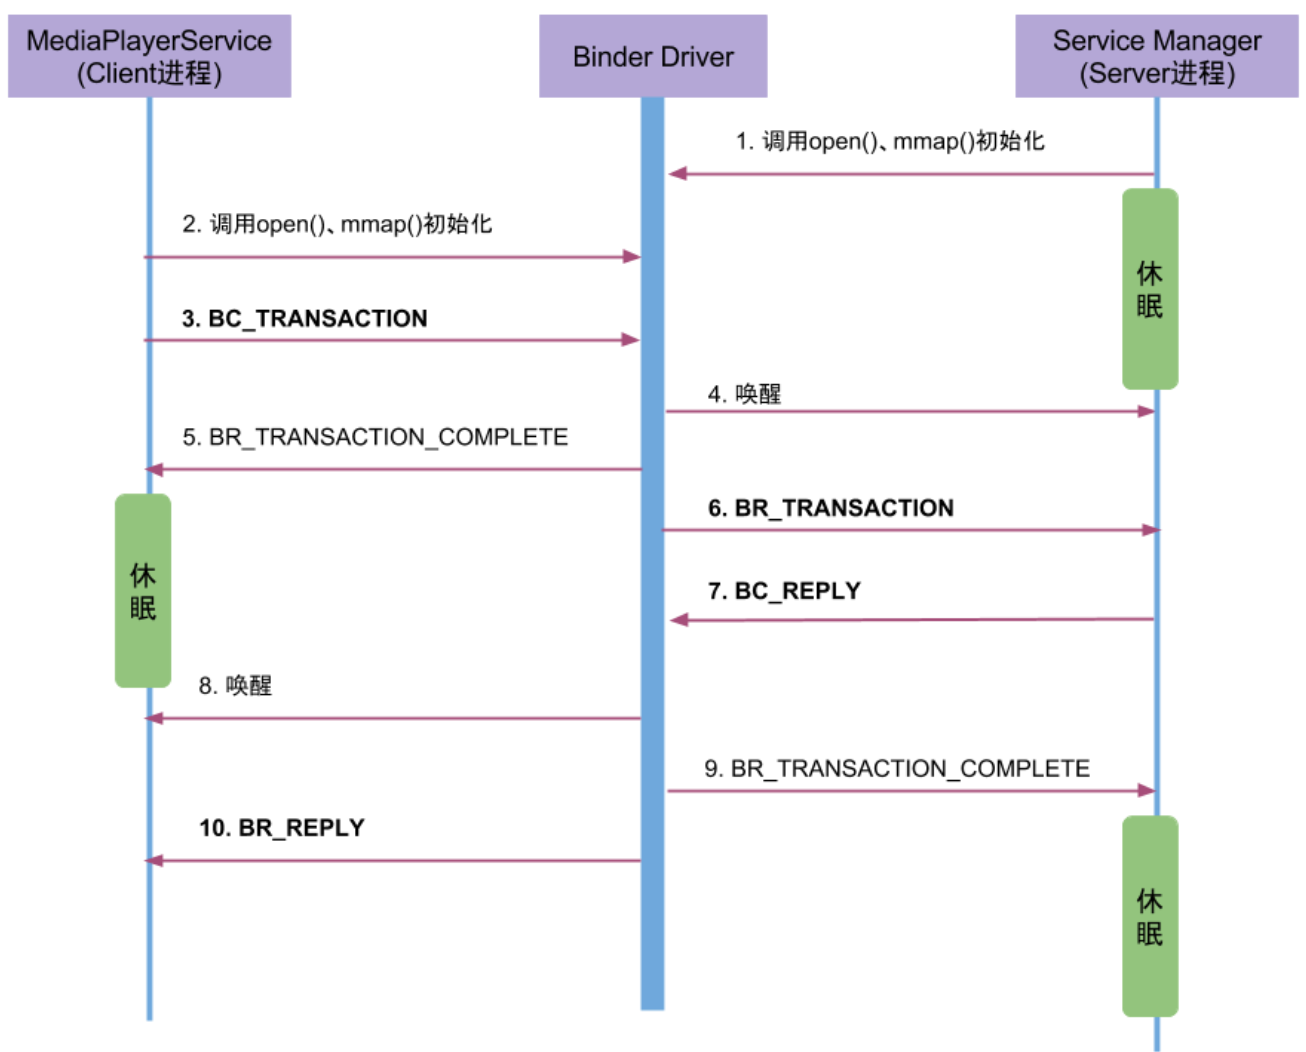 MediaPlayerService
(Client进程)
Binder Driver
Service Manager
(Server进程)
1. 调用open()、mmap()初始化
2. 调用open()、mmap()初始化
休
眠
3. BC_TRANSACTION
4. 唤醒
5. BR_TRANSACTION_COMPLETE
6. BR_TRANSACTION
休
眠
7. BC_REPLY
8. 唤醒
9. BR_TRANSACTION_COMPLETE
10. BR_REPLY
休
眠